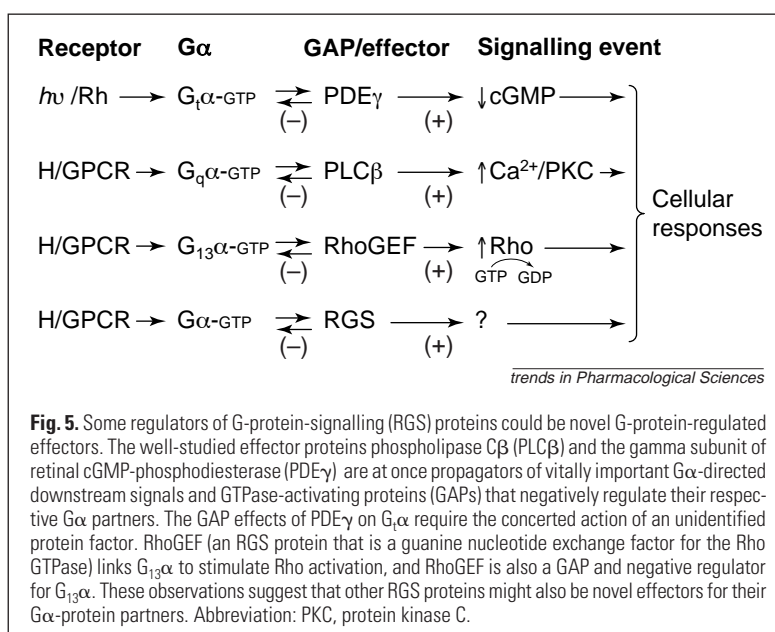 Receptor Gα GAP/effector Signalling event
hυ /Rh → Gtα-GTP ⇄ PDEγ → ↓cGMP →
(–) (+)
H/GPCR → Gqα-GTP ⇄ PLCβ → ↑Ca²⁺/PKC →
(–) (+)
Cellular
responses
H/GPCR → G13α-GTP ⇄ RhoGEF → ↑Rho →
(–) (+) GTP GDP
H/GPCR → Gα-GTP ⇄ RGS → ? →
(–) (+)
trends in Pharmacological Sciences
Fig. 5. Some regulators of G-protein-signalling (RGS) proteins could be novel G-protein-regulated
effectors. The well-studied effector proteins phospholipase Cβ (PLCβ) and the gamma subunit of
retinal cGMP-phosphodiesterase (PDEγ) are at once propagators of vitally important Gα-directed
downstream signals and GTPase-activating proteins (GAPs) that negatively regulate their respec-
tive Gα partners. The GAP effects of PDEγ on Gtα require the concerted action of an unidentified
protein factor. RhoGEF (an RGS protein that is a guanine nucleotide exchange factor for the Rho
GTPase) links G13α to stimulate Rho activation, and RhoGEF is also a GAP and negative regulator
for G13α. These observations suggest that other RGS proteins might also be novel effectors for their
Gα-protein partners. Abbreviation: PKC, protein kinase C.